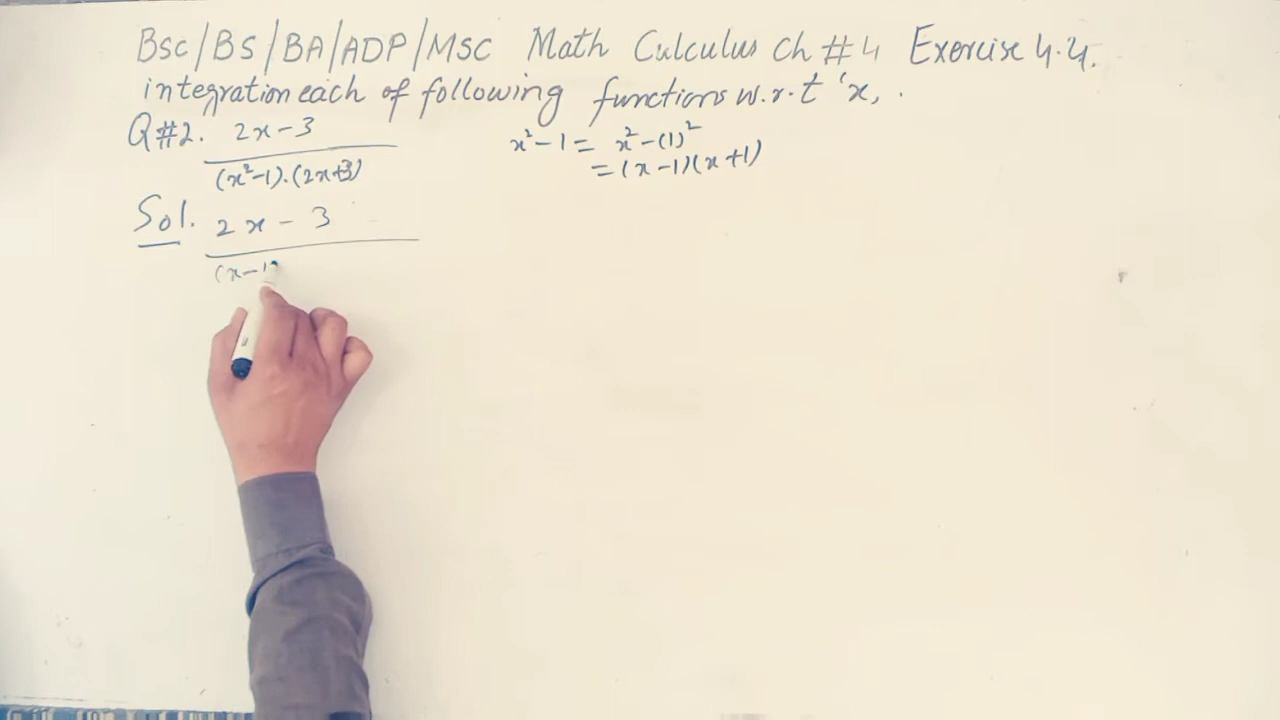 Bsc/BS/BA/ADP/MSC Math Calculus Ch #4 Exercise 4.4.
integration each of following functions w.r.t 'x, .
Q#2. 2x-3
(x²-1).(2x+3)
x²-1 = x²-(1)²
=(x-1)(x+1)
Sol. 2x-3
(x-1)